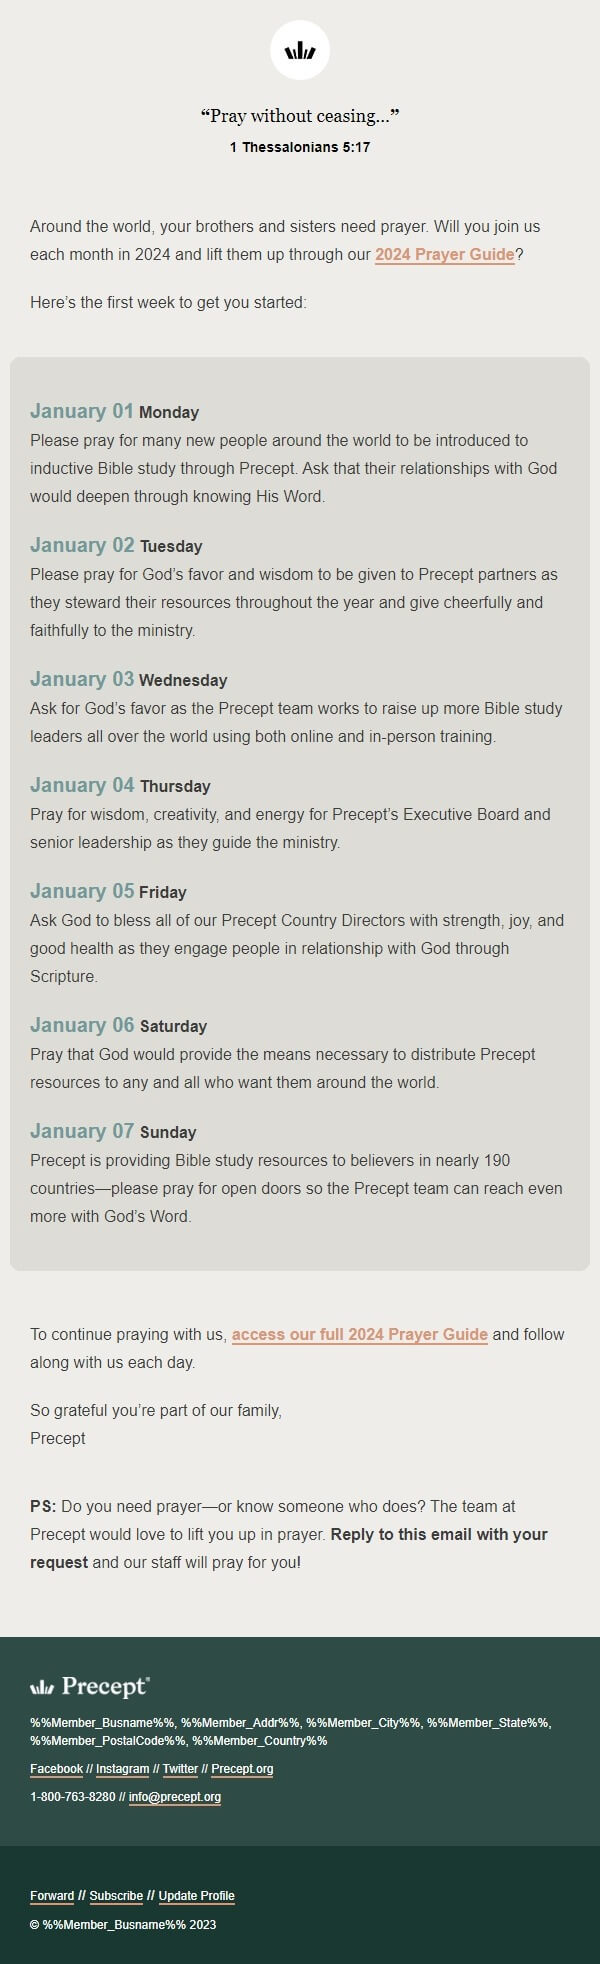 “Pray without ceasing...”
1 Thessalonians 5:17
Around the world, your brothers and sisters need prayer. Will you join us
each month in 2024 and lift them up through our 2024 Prayer Guide?
Here’s the first week to get you started:
January 01 Monday
Please pray for many new people around the world to be introduced to
inductive Bible study through Precept. Ask that their relationships with God
would deepen through knowing His Word.
January 02 Tuesday
Please pray for God’s favor and wisdom to be given to Precept partners as
they steward their resources throughout the year and give cheerfully and
faithfully to the ministry.
January 03 Wednesday
Ask for God’s favor as the Precept team works to raise up more Bible study
leaders all over the world using both online and in-person training.
January 04 Thursday
Pray for wisdom, creativity, and energy for Precept’s Executive Board and
senior leadership as they guide the ministry.
January 05 Friday
Ask God to bless all of our Precept Country Directors with strength, joy, and
good health as they engage people in relationship with God through
Scripture.
January 06 Saturday
Pray that God would provide the means necessary to distribute Precept
resources to any and all who want them around the world.
January 07 Sunday
Precept is providing Bible study resources to believers in nearly 190
countries—please pray for open doors so the Precept team can reach even
more with God’s Word.
To continue praying with us, access our full 2024 Prayer Guide and follow
along with us each day.
So grateful you’re part of our family,
Precept
PS: Do you need prayer—or know someone who does? The team at
Precept would love to lift you up in prayer. Reply to this email with your
request and our staff will pray for you!
Precept®
%%Member_Busname%%, %%Member_Addr%%, %%Member_City%%, %%Member_State%%,
%%Member_PostalCode%%, %%Member_Country%%
Facebook // Instagram // Twitter // Precept.org
1-800-763-8280 // info@precept.org
Forward // Subscribe // Update Profile
© %%Member_Busname%% 2023